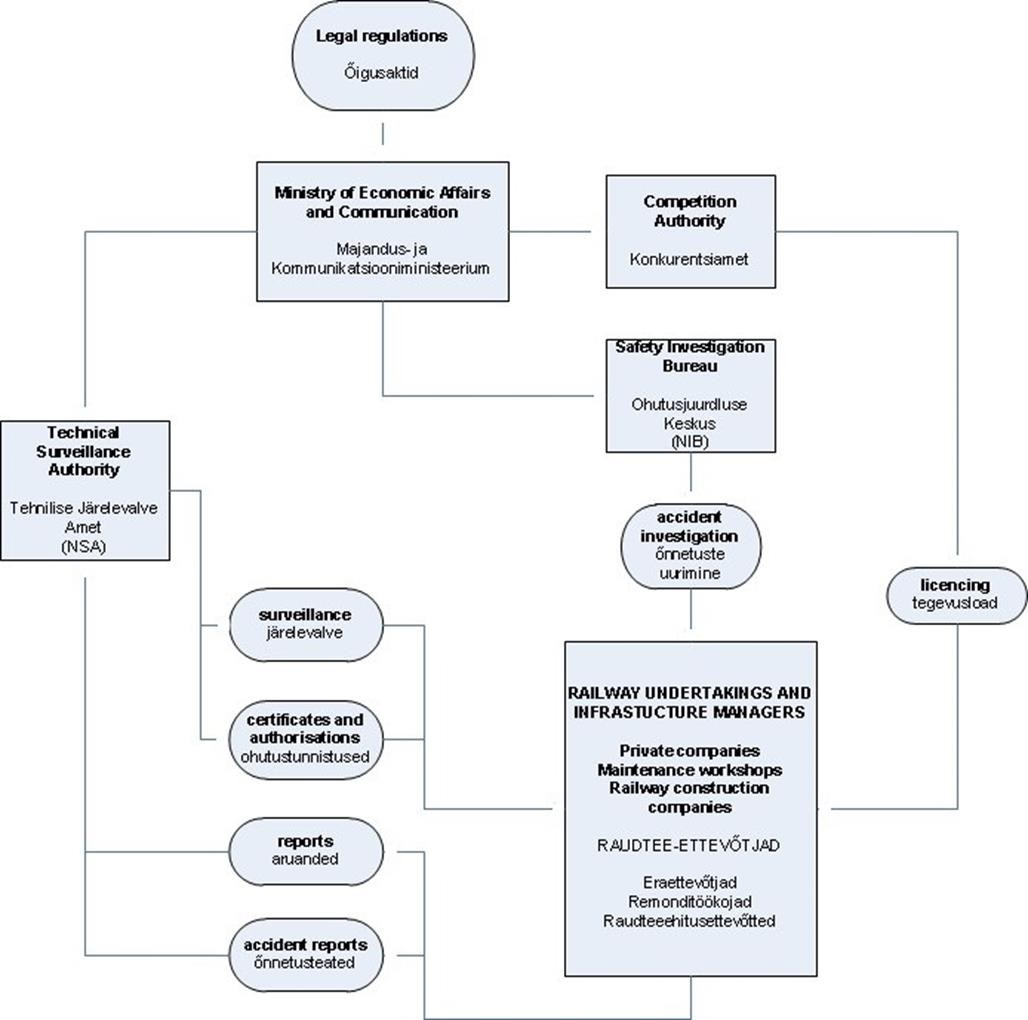 Legal regulations
Õigusaktid
Ministry of Economic Affairs
and Communication
Majandus- ja
Kommunikatsiooniministeerium
Competition
Authority
Konkurentsiamet
Safety Investigation
Bureau
Ohutusjuurdluse
Keskus
(NIB)
Technical
Surveillance
Authority
Tehnilise Järelevalve
Amet
(NSA)
accident
investigation
õnnetuste
uurimine
licencing
tegevusload
surveillance
järelevalve
certificates and
authorisations
ohutustunnistused
RAILWAY UNDERTAKINGS AND
INFRASTUCTURE MANAGERS
Private companies
Maintenance workshops
Railway construction
companies
RAUDTEE-ETTEVÕTJAD
Eraettevõtjad
Remonditöökojad
Raudteeehitusettevõtted
reports
aruanded
accident reports
õnnetusteated